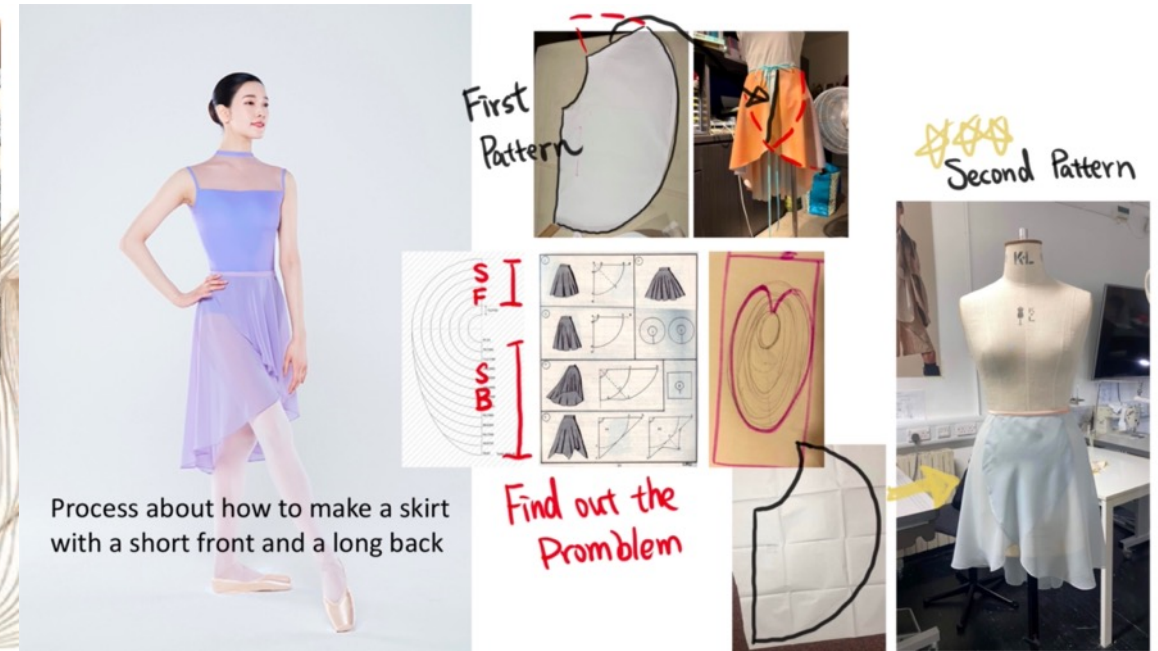 First
Pattern
Second Pattern
K-L
S
F
S
B
Find out the
Promblem
Process about how to make a skirt
with a short front and a long back